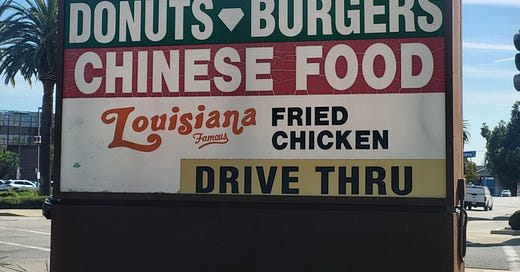 DONUTS BURGERS
CHINESE FOOD
Louisiana Famous FRIED CHICKEN
DRIVE THRU